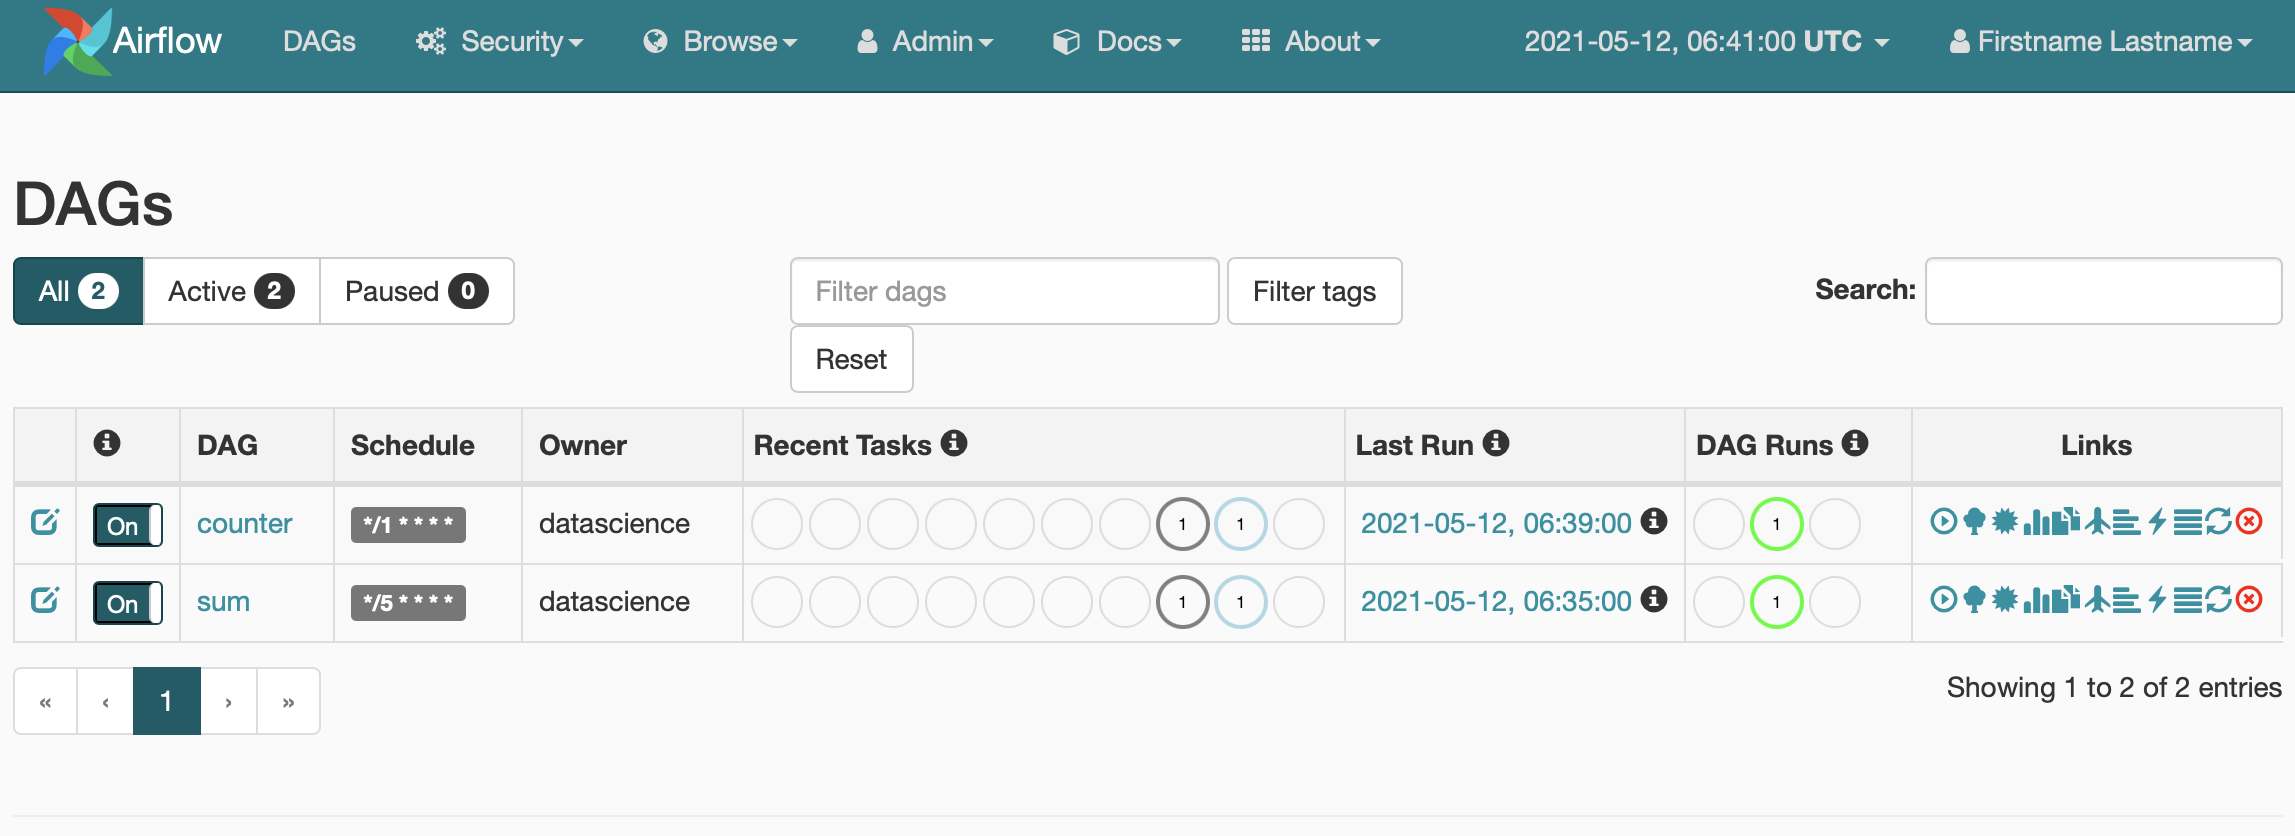 Airflow DAGs Security Browse Admin Docs About 2021-05-12, 06:41:00 UTC Firstname Lastname
DAGs
All 2 Active 2 Paused 0 Filter dags Filter tags Search:
Reset
DAG Schedule Owner Recent Tasks Last Run DAG Runs Links
On counter */1 * * * * datascience 1 1 2021-05-12, 06:39:00 1
On sum */5 * * * * datascience 1 1 2021-05-12, 06:35:00 1
« ‹ 1 › » Showing 1 to 2 of 2 entries